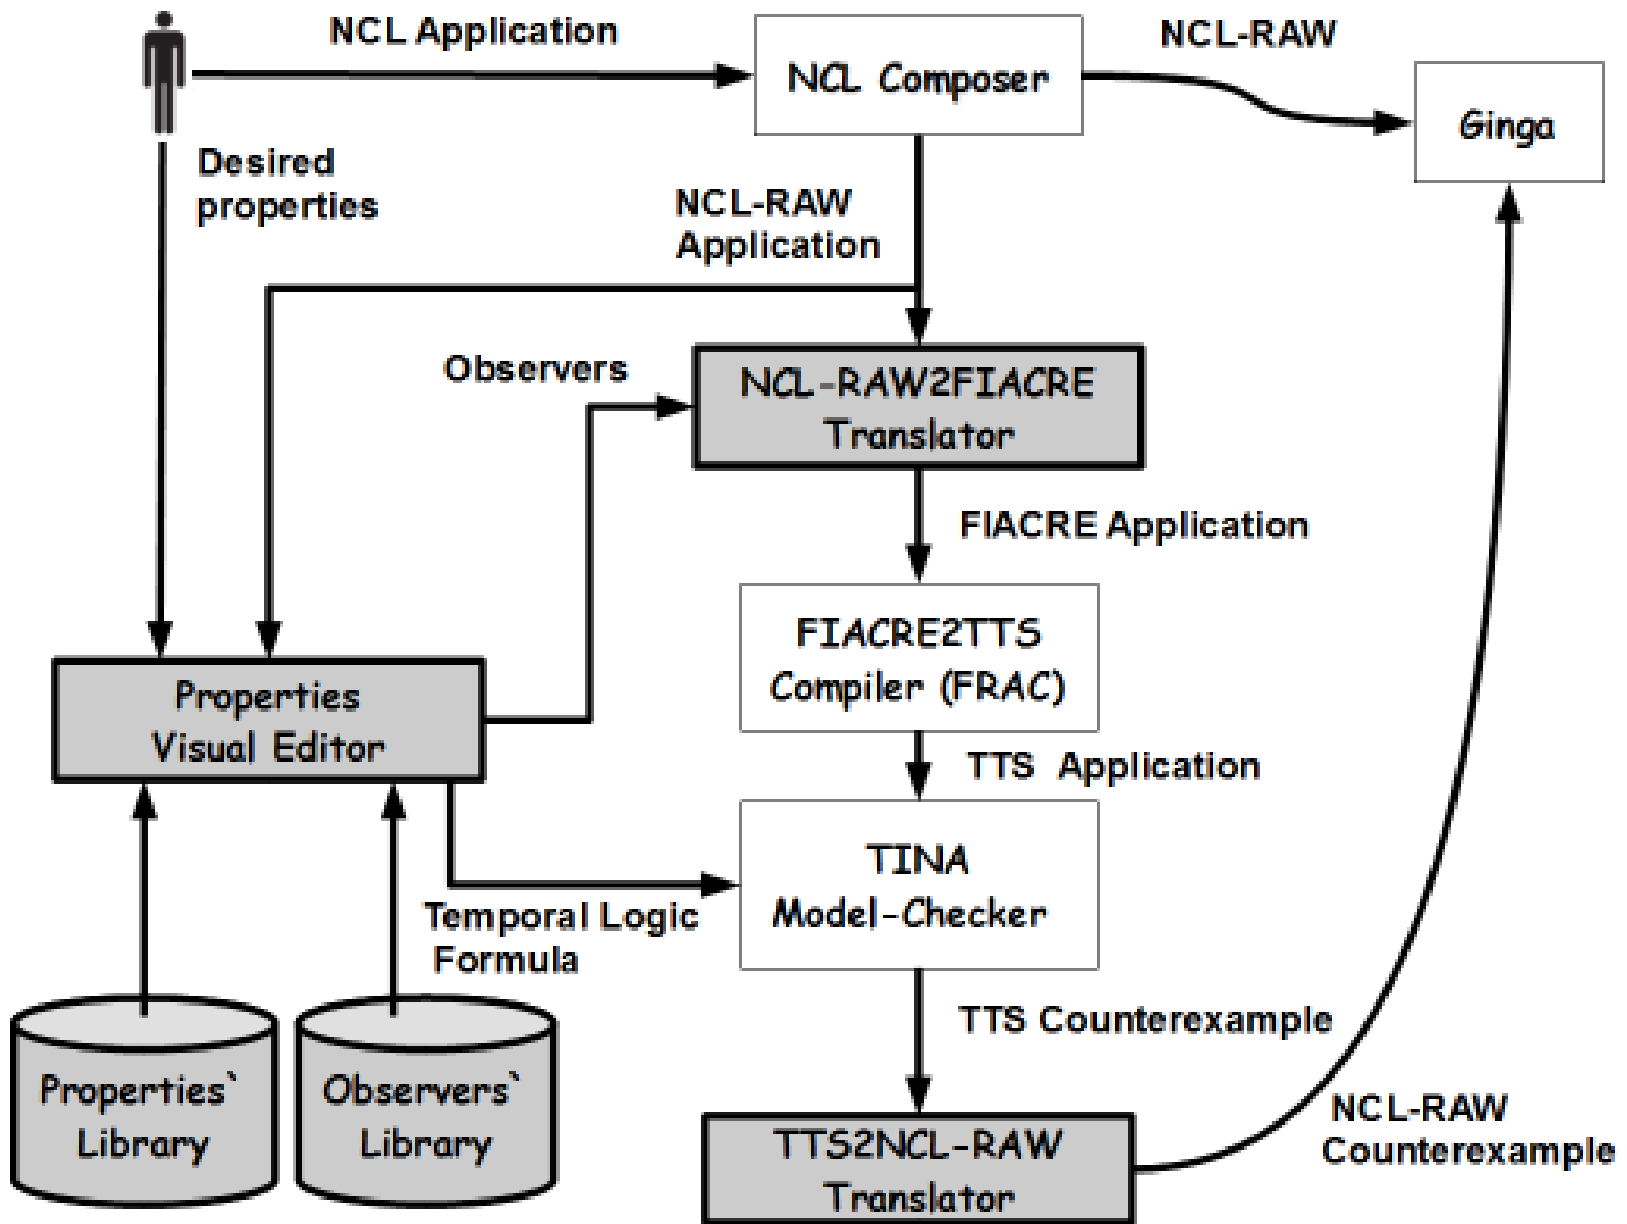 NCL Application
NCL-RAW
NCL Composer
Ginga
Desired
properties
NCL-RAW
Application
Observers
NCL-RAW2FIACRE
Translator
FIACRE Application
FIACRE2TTS
Compiler (FRAC)
Properties
Visual Editor
TTS Application
TINA
Model-Checker
Temporal Logic
Formula
TTS Counterexample
Properties`
Library
Observers`
Library
TTS2NCL-RAW
Translator
NCL-RAW
Counterexample